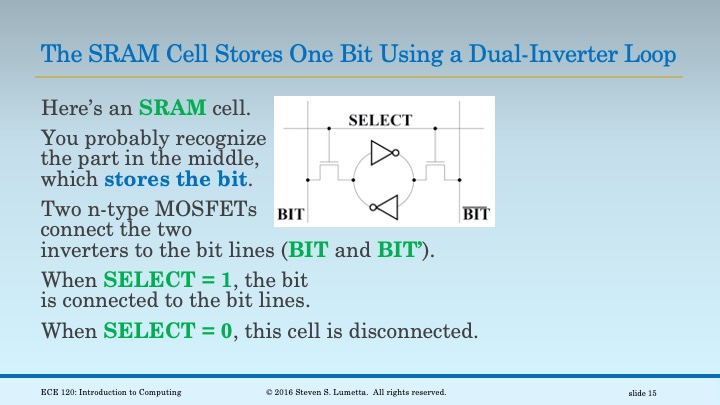 The SRAM Cell Stores One Bit Using a Dual-Inverter Loop
Here’s an SRAM cell.
You probably recognize
the part in the middle,
which stores the bit.
Two n-type MOSFETs
connect the two
inverters to the bit lines (BIT and BIT’).
When SELECT = 1, the bit
is connected to the bit lines.
When SELECT = 0, this cell is disconnected.
SELECT
BIT
BIT
ECE 120: Introduction to Computing
© 2016 Steven S. Lumetta. All rights reserved.
slide 15